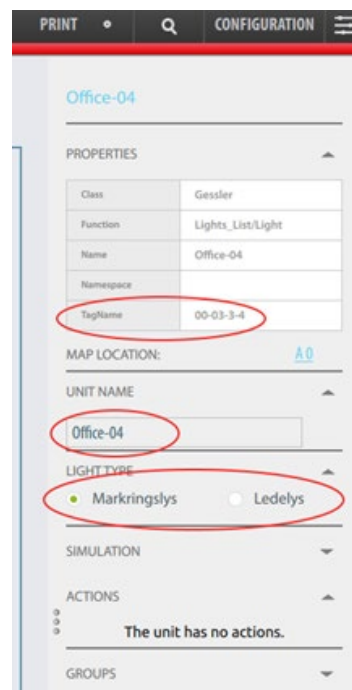 PRINT CONFIGURATION
Office-04
PROPERTIES
Class Gessler
Function Lights_List/Light
Name Office-04
Namespace
TagName 00-03-3-4
MAP LOCATION: A0
UNIT NAME
Office-04
LIGHT TYPE
Markringslys Ledelys
SIMULATION
ACTIONS
The unit has no actions.
GROUPS